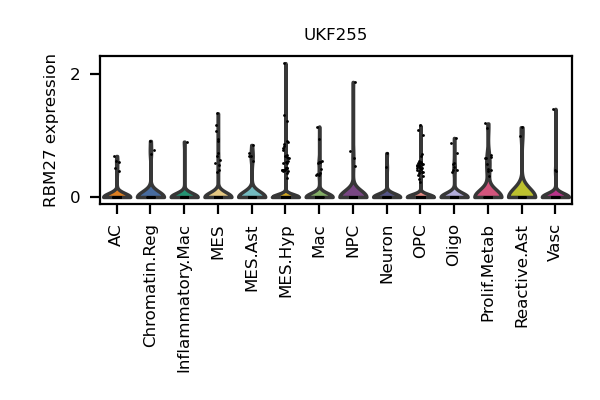 UKF255
RBM27 expression
2
0
AC
Chromatin.Reg
Inflammatory.Mac
MES
MES.Ast
MES.Hyp
Mac
NPC
Neuron
OPC
Oligo
Prolif.Metab
Reactive.Ast
Vasc